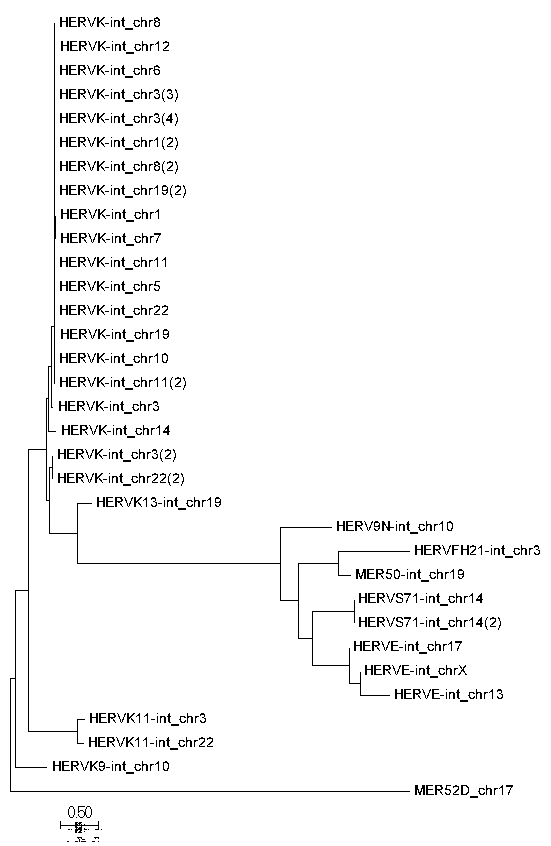 HERVK-int_chr8
HERVK-int_chr12
HERVK-int_chr6
HERVK-int_chr3(3)
HERVK-int_chr3(4)
HERVK-int_chr1(2)
HERVK-int_chr8(2)
HERVK-int_chr19(2)
HERVK-int_chr1
HERVK-int_chr7
HERVK-int_chr11
HERVK-int_chr5
HERVK-int_chr22
HERVK-int_chr19
HERVK-int_chr10
HERVK-int_chr11(2)
HERVK-int_chr3
HERVK-int_chr14
HERVK-int_chr3(2)
HERVK-int_chr22(2)
HERVK13-int_chr19
HERV9N-int_chr10
HERVFH21-int_chr3
MER50-int_chr19
HERVS71-int_chr14
HERVS71-int_chr14(2)
HERVE-int_chr17
HERVE-int_chrX
HERVE-int_chr13
HERVK11-int_chr3
HERVK11-int_chr22
HERVK9-int_chr10
MER52D_chr17
0.50